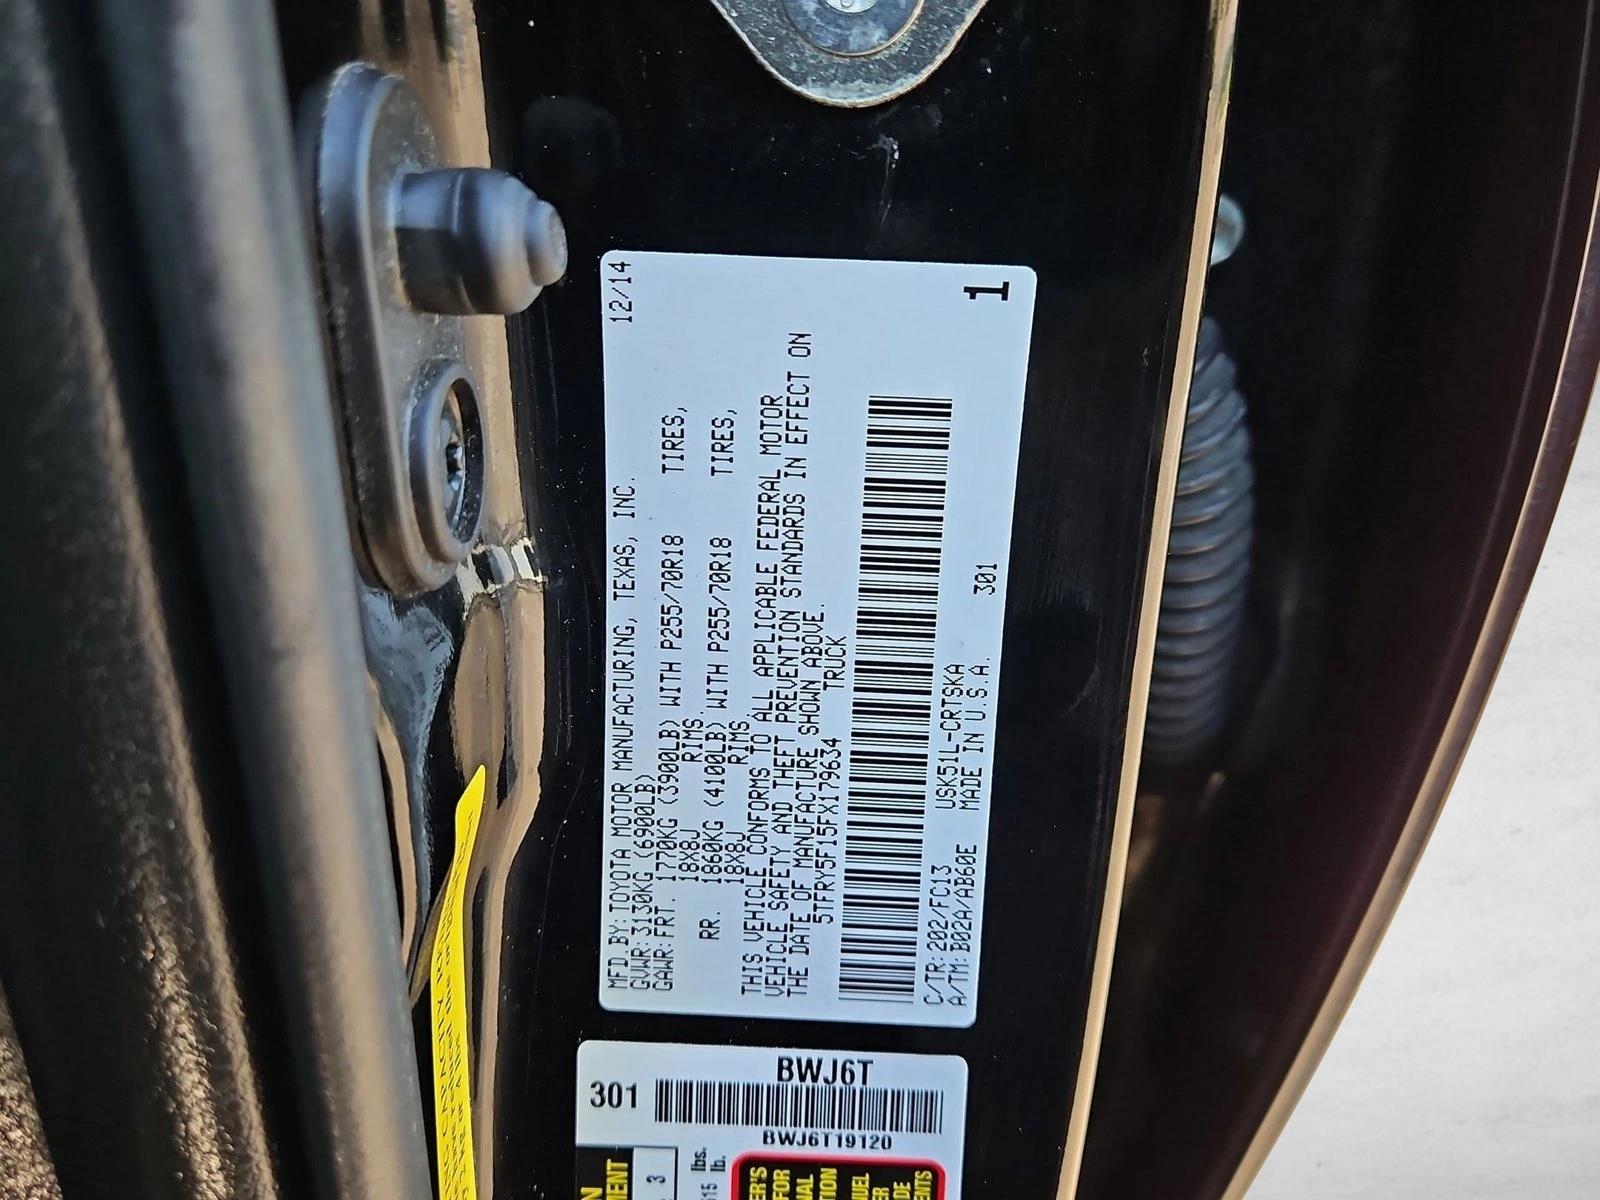 MFD.BY: TOYOTA MOTOR MANUFACTURING, TEXAS, INC. 12/14
GVWR:3130KG (6900LB)
GAWR:FRT. 1770KG (3900LB) WITH P255/70R18 TIRES,
18X8J RIMS.
RR. 1860KG (4100LB) WITH P255/70R18 TIRES,
18X8J RIMS
THIS VEHICLE CONFORMS TO ALL APPLICABLE FEDERAL MOTOR
VEHICLE SAFETY AND THEFT PREVENTION STANDARDS IN EFFECT ON
THE DATE OF MANUFACTURE SHOWN ABOVE.
5TFRY5F15FX179634 TRUCK
C/TR:202/FC13 USK51L-CRTSKA 301
A/TM:B02A/AB60E MADE IN U.S.A.
1
301
BWJ6T
BWJ6T19120
3
lbs.
lb.